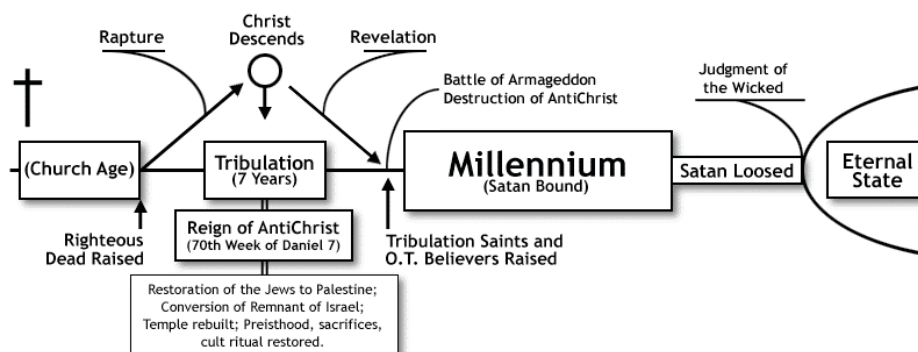 Christ
Descends
Rapture
Revelation
Battle of Armageddon
Destruction of AntiChrist
Judgment of
the Wicked
(Church Age)
Tribulation
(7 Years)
Millennium
(Satan Bound)
Satan Loosed
Eternal
State
Righteous
Dead Raised
Reign of AntiChrist
(70th Week of Daniel 7)
Tribulation Saints and
O.T. Believers Raised
Restoration of the Jews to Palestine;
Conversion of Remnant of Israel;
Temple rebuilt; Preisthood, sacrifices,
cult ritual restored.